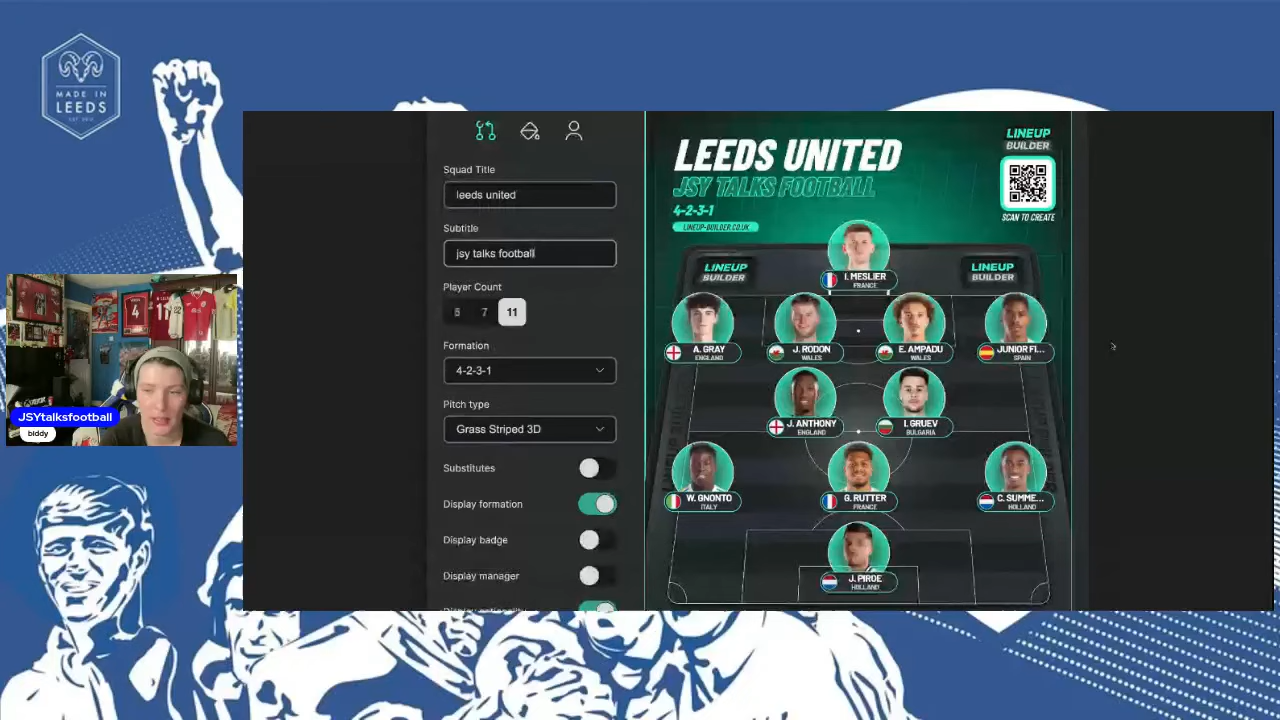 MADE IN
LEEDS
EST. 2012
JSYtalksfootball
biddy
Squad Title
leeds united
Subtitle
jsy talks football
Player Count
7
11
Formation
4-2-3-1
Pitch type
Grass Striped 3D
Substitutes
Display formation
Display badge
Display manager
LEEDS UNITED
JSY TALKS FOOTBALL
4-2-3-1
LINEUP-BUILDER.CO.UK
LINEUP
BUILDER
SCAN TO CREATE
LINEUP
BUILDER
LINEUP
BUILDER
I. MESLIER
FRANCE
A. GRAY
ENGLAND
J. RODON
WALES
E. AMPADU
WALES
JUNIOR FI...
SPAIN
J. ANTHONY
ENGLAND
I. GRUEV
BULGARIA
W. GNONTO
ITALY
G. RUTTER
FRANCE
C. SUMME...
HOLLAND
J. PIROE
HOLLAND